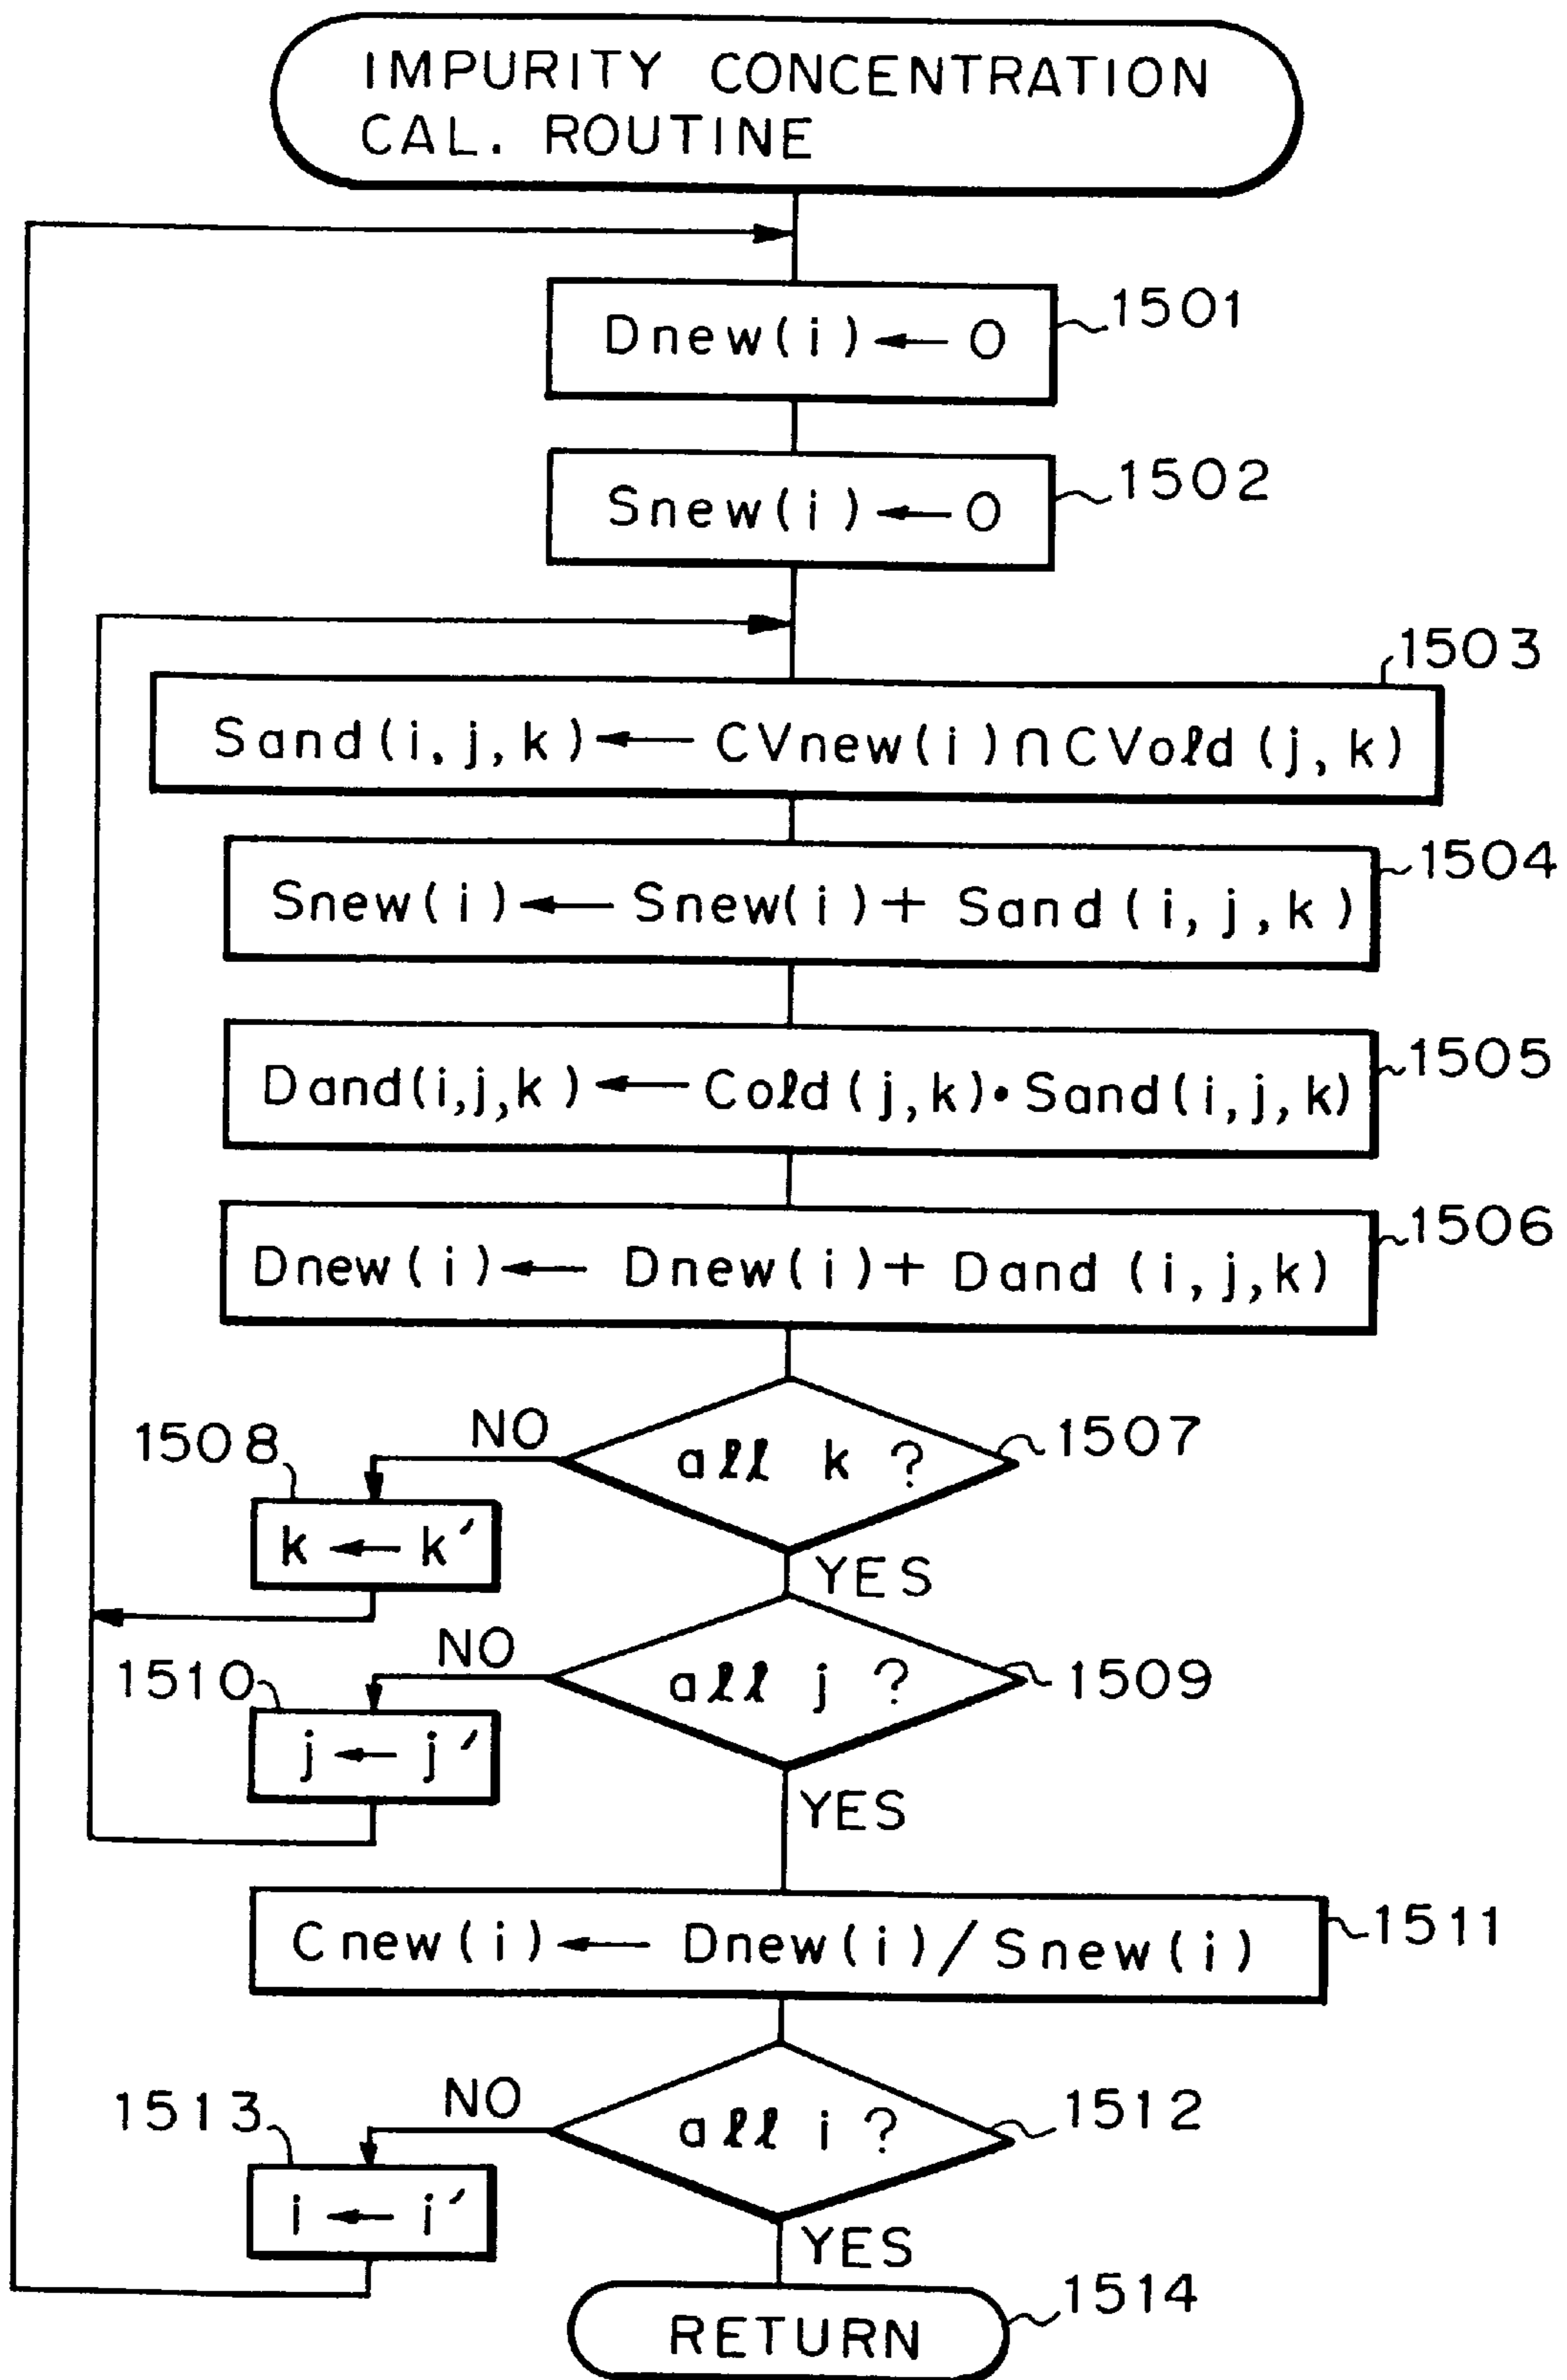 IMPURITY CONCENTRATION
CAL. ROUTINE
Dnew(i) ← 0
1501
Snew(i) ← 0
1502
1503
Sand(i,j,k) ← CVnew(i)∩CVold(j,k)
1504
Snew(i) ← Snew(i)+ Sand(i,j,k)
1505
Dand(i,j,k) ← Cold(j,k)•Sand(i,j,k)
1506
Dnew(i) ← Dnew(i)+ Dand(i,j,k)
1508
NO
all k ?
1507
k ← k′
YES
1510
NO
all j ?
1509
j ← j′
YES
Cnew(i) ← Dnew(i)/Snew(i)
1511
1513
NO
all i ?
1512
i ← i′
YES
1514
RETURN